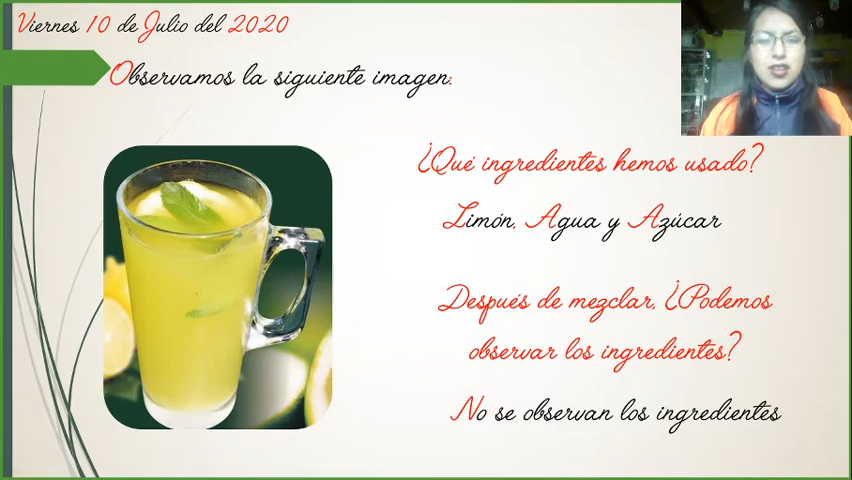 Viernes 10 de Julio del 2020
Observamos la siguiente imagen:
¿Qué ingredientes hemos usado?
Limón, Agua y Azúcar
Después de mezclar, ¿Podemos
observar los ingredientes?
No se observan los ingredientes